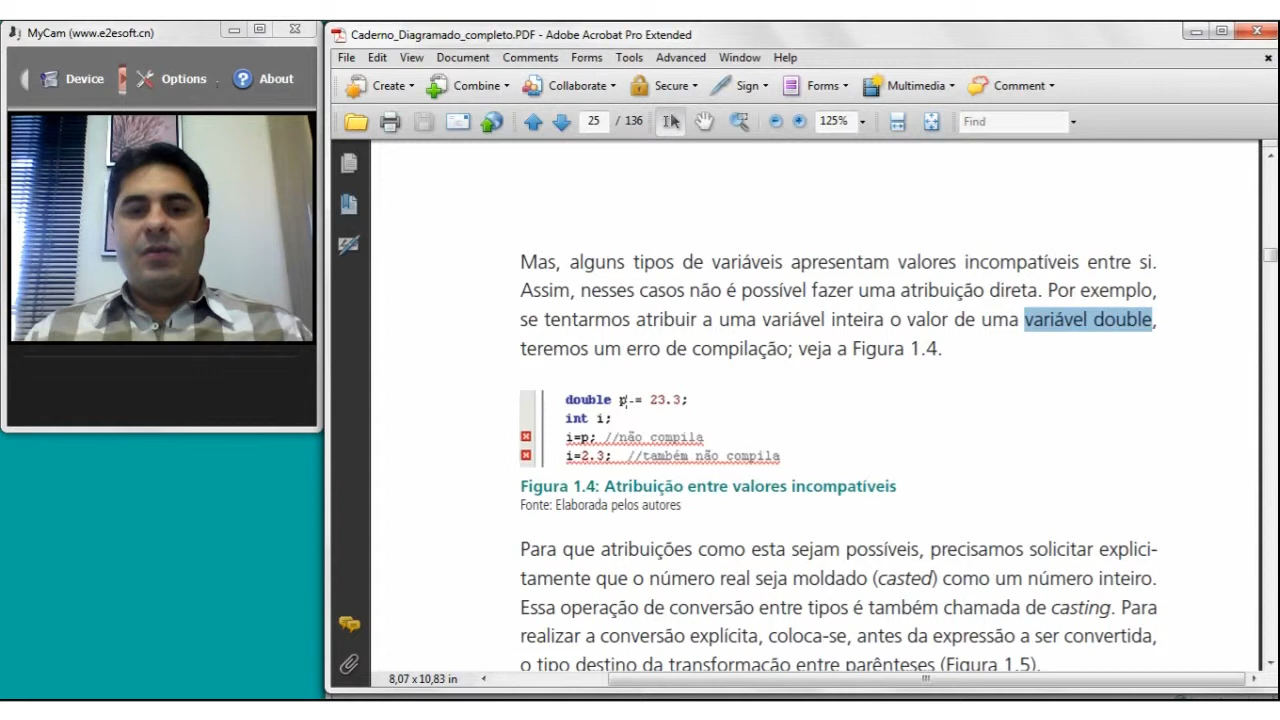 MyCam (www.e2esoft.cn)
Device Options About
Caderno_Diagramado_completo.PDF - Adobe Acrobat Pro Extended
File Edit View Document Comments Forms Tools Advanced Window Help
Create Combine Collaborate Secure Sign Forms Multimedia Comment
25 / 136 125% Find
Mas, alguns tipos de variáveis apresentam valores incompatíveis entre si.
Assim, nesses casos não é possível fazer uma atribuição direta. Por exemplo,
se tentarmos atribuir a uma variável inteira o valor de uma variável double,
teremos um erro de compilação; veja a Figura 1.4.
double p = 23.3;
int i;
i=p; //não compila
i=2.3; //também não compila
Figura 1.4: Atribuição entre valores incompatíveis
Fonte: Elaborada pelos autores
Para que atribuições como esta sejam possíveis, precisamos solicitar explici-
tamente que o número real seja moldado (casted) como um número inteiro.
Essa operação de conversão entre tipos é também chamada de casting. Para
realizar a conversão explícita, coloca-se, antes da expressão a ser convertida,
o tipo destino da transformação entre parênteses (Figura 1.5).
8,07 x 10,83 in